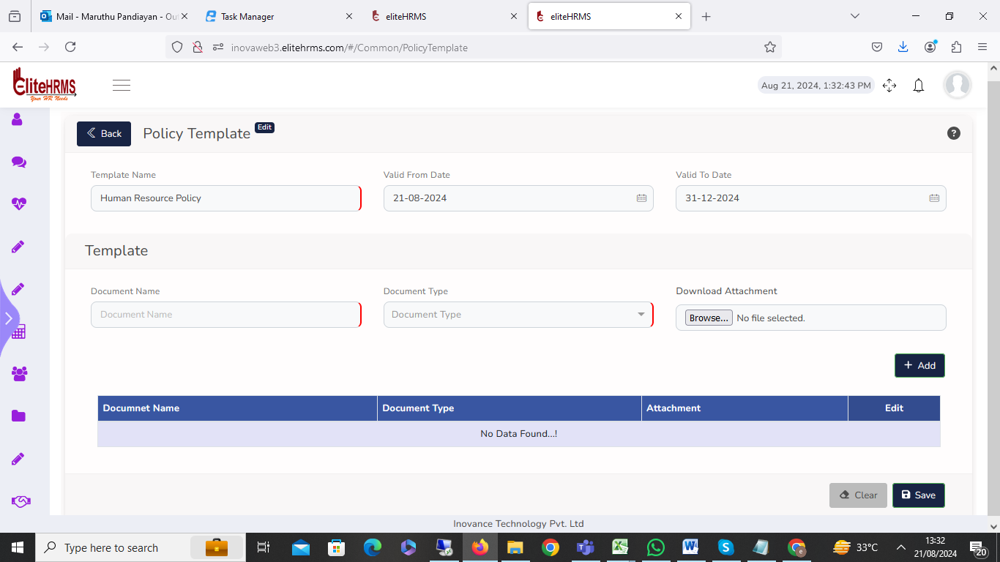 Mail - Maruthu Pandiayan - Ou
Task Manager
eliteHRMS
eliteHRMS
inovaweb3.elitehrms.com/#/Common/PolicyTemplate
EliteHRMS
Your HR Needs
Aug 21, 2024, 1:32:43 PM
Back
Policy Template
Edit
?
Template Name
Valid From Date
Valid To Date
Human Resource Policy
21-08-2024
31-12-2024
Template
Document Name
Document Type
Download Attachment
Document Name
Document Type
Browse... No file selected.
+ Add
Documnet Name
Document Type
Attachment
Edit
No Data Found...!
Clear
Save
Inovance Technology Pvt. Ltd
Type here to search
33°C
13:32
21/08/2024
20